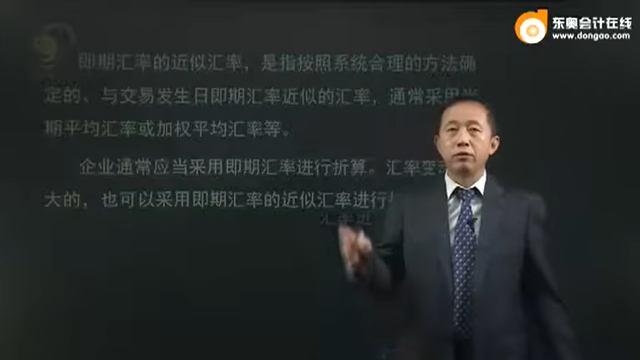 东奥会计在线
www.dongao.com
即期汇率的近似汇率，是指按照系统合理的方法确
定的、与交易发生日即期汇率近似的汇率，通常采用当
期平均汇率或加权平均汇率等。
企业通常应当采用即期汇率进行折算。汇率变
大的，也可以采用即期汇率的近似汇率进行